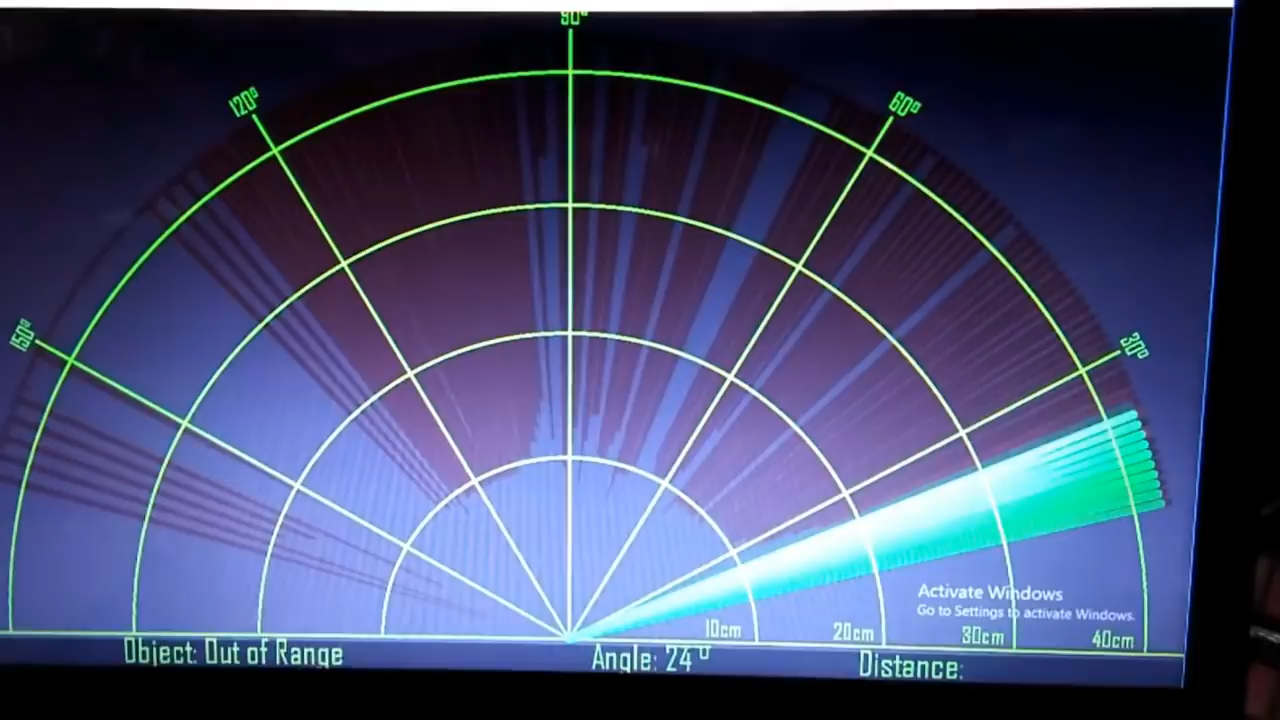 90°
120°
60°
150°
30°
10cm
20cm
30cm
40cm
Activate Windows
Go to Settings to activate Windows.
Object: Out of Range
Angle: 24°
Distance: